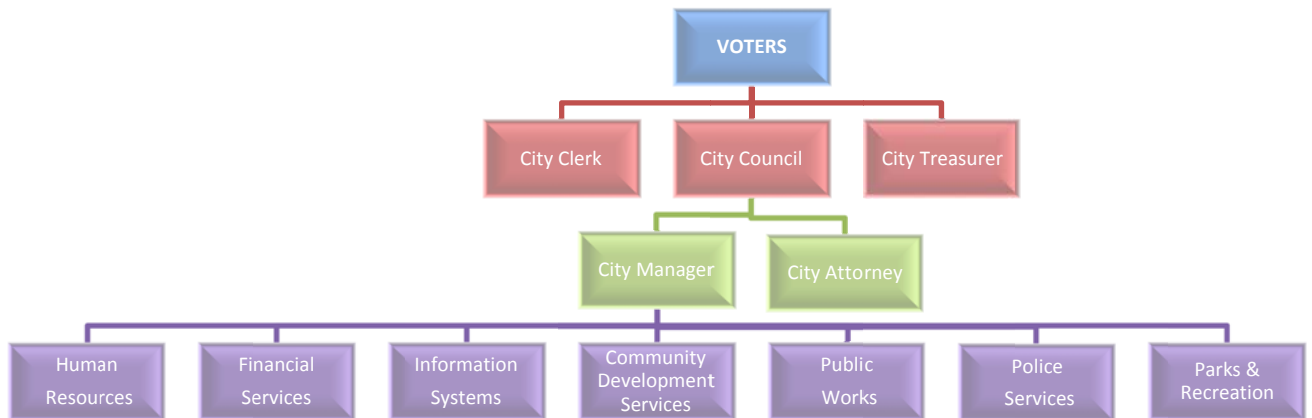 VOTERS
City Clerk
City Council
City Treasurer
City Manager
City Attorney
Human
Resources
Financial
Services
Information
Systems
Community
Development
Services
Public
Works
Police
Services
Parks &
Recreation